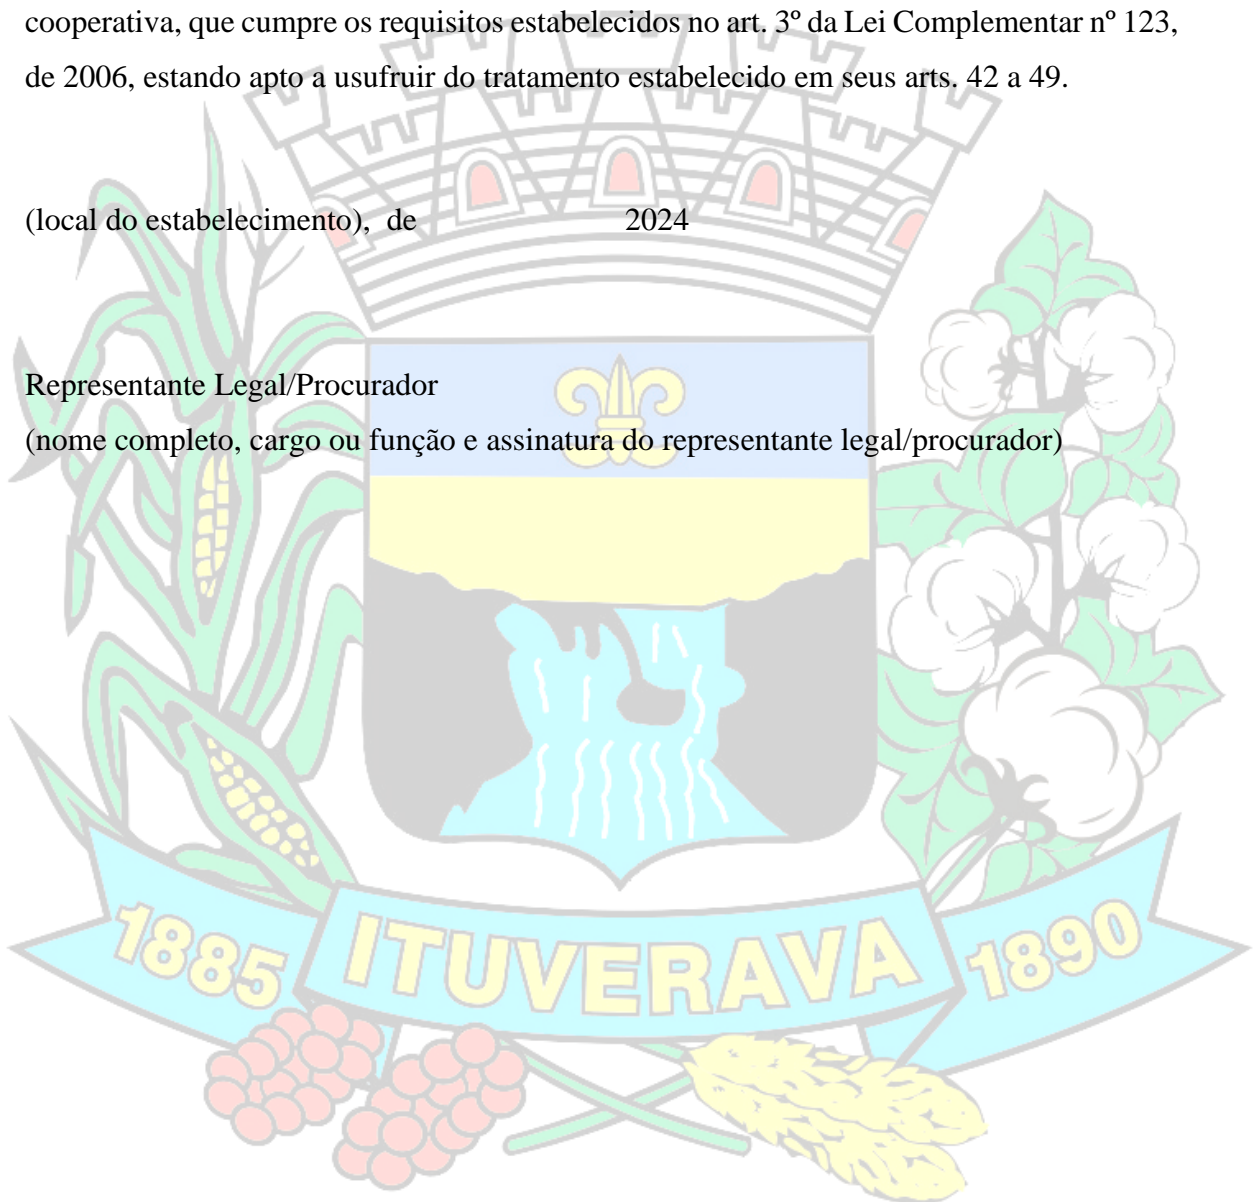 cooperativa, que cumpre os requisitos estabelecidos no art. 3º da Lei Complementar nº 123,
de 2006, estando apto a usufruir do tratamento estabelecido em seus arts. 42 a 49.
(local do estabelecimento), de 2024
Representante Legal/Procurador
(nome completo, cargo ou função e assinatura do representante legal/procurador)
1885 ITUVERAVA 1890